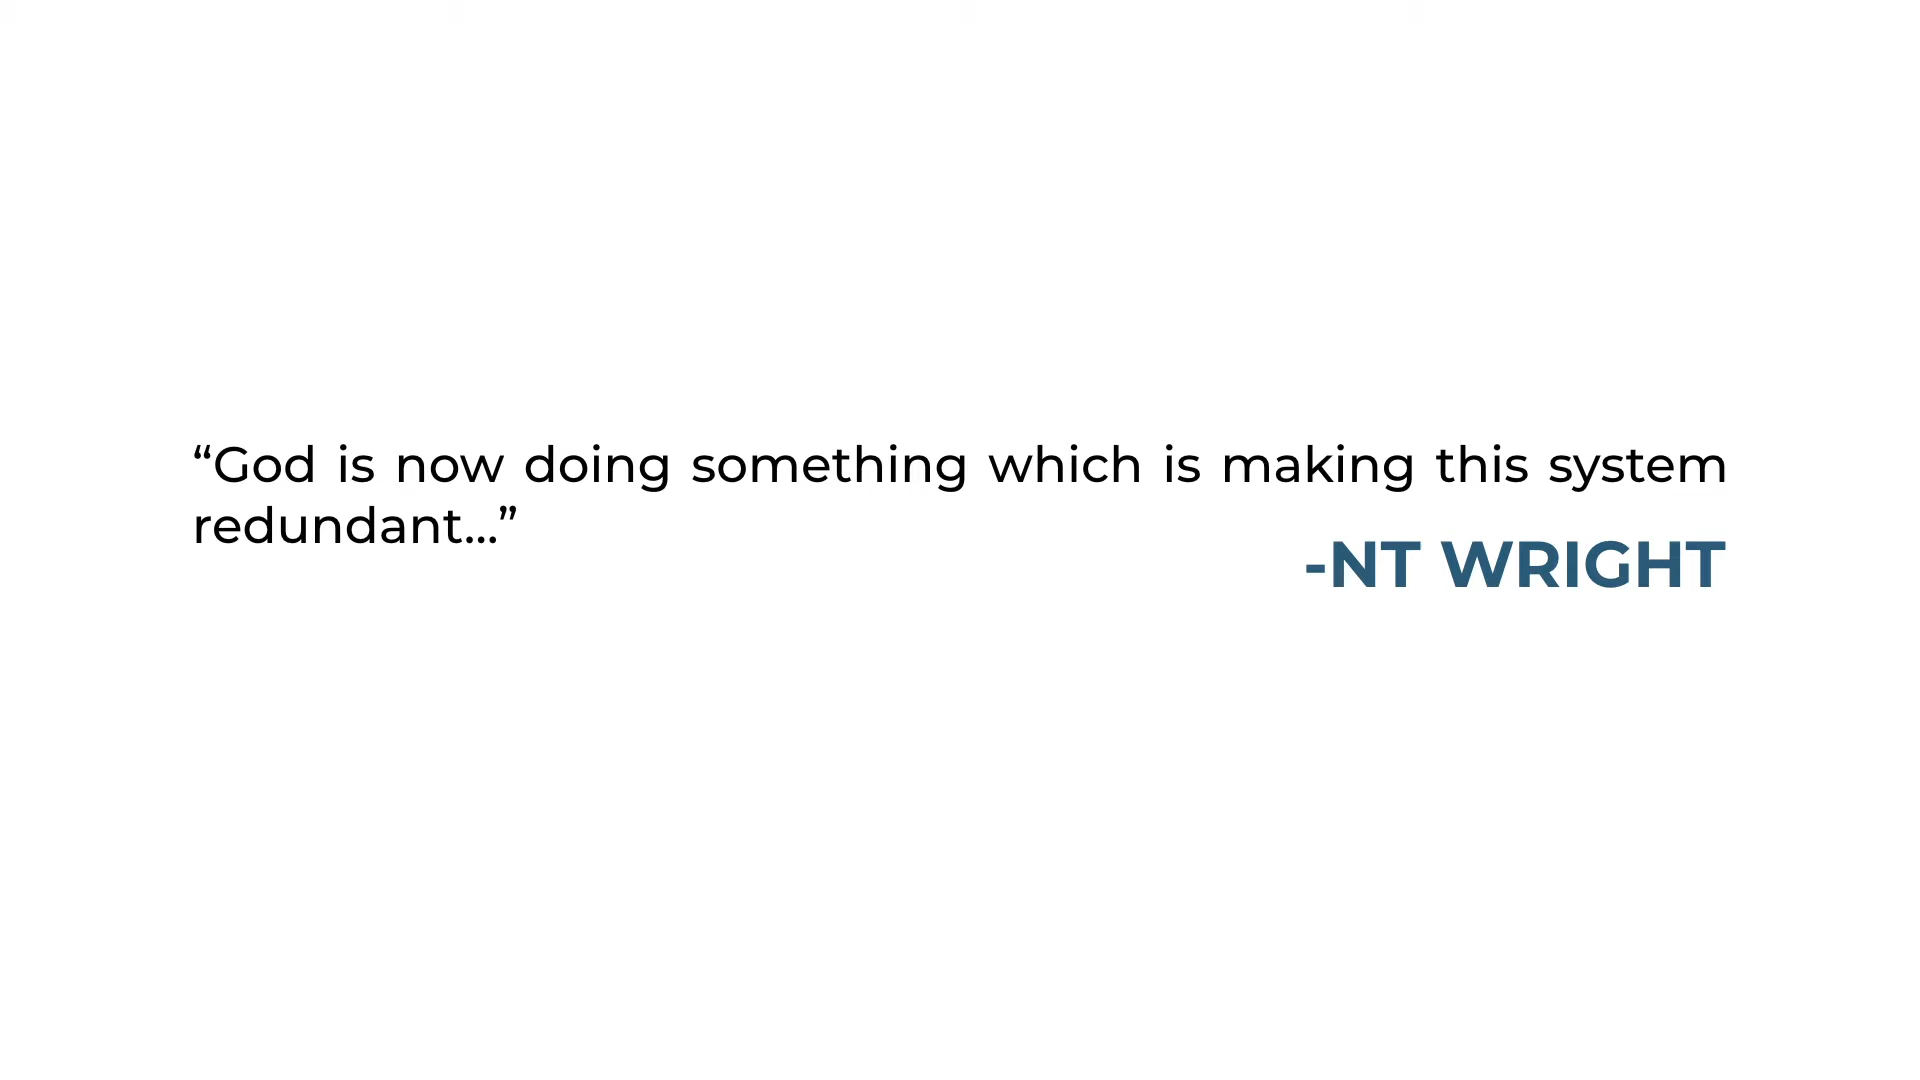 “God is now doing something which is making this system
redundant...”
-NT WRIGHT